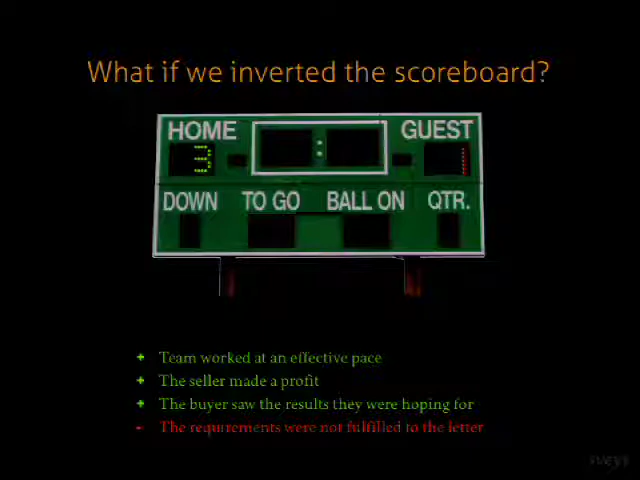 What if we inverted the scoreboard?
HOME
GUEST
3
1
DOWN TO GO BALL ON QTR.
+ Team worked at an effective pace
+ The seller made a profit
+ The buyer saw the results they were hoping for
- The requirements were not fulfilled to the letter